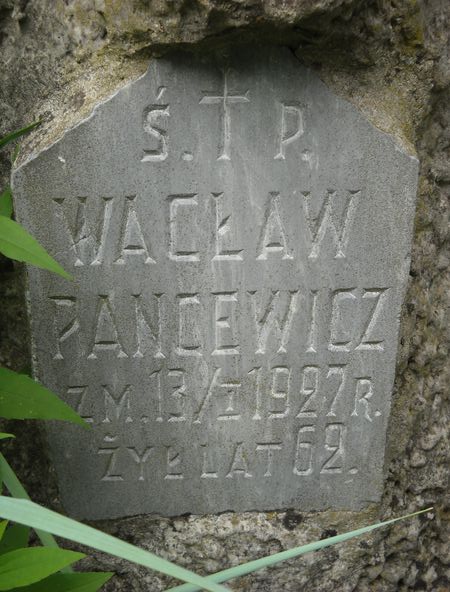 Ś. † P.
WACŁAW
PANCEWICZ
ZM. 13/I 1927 R.
ŻYŁ LAT 62.